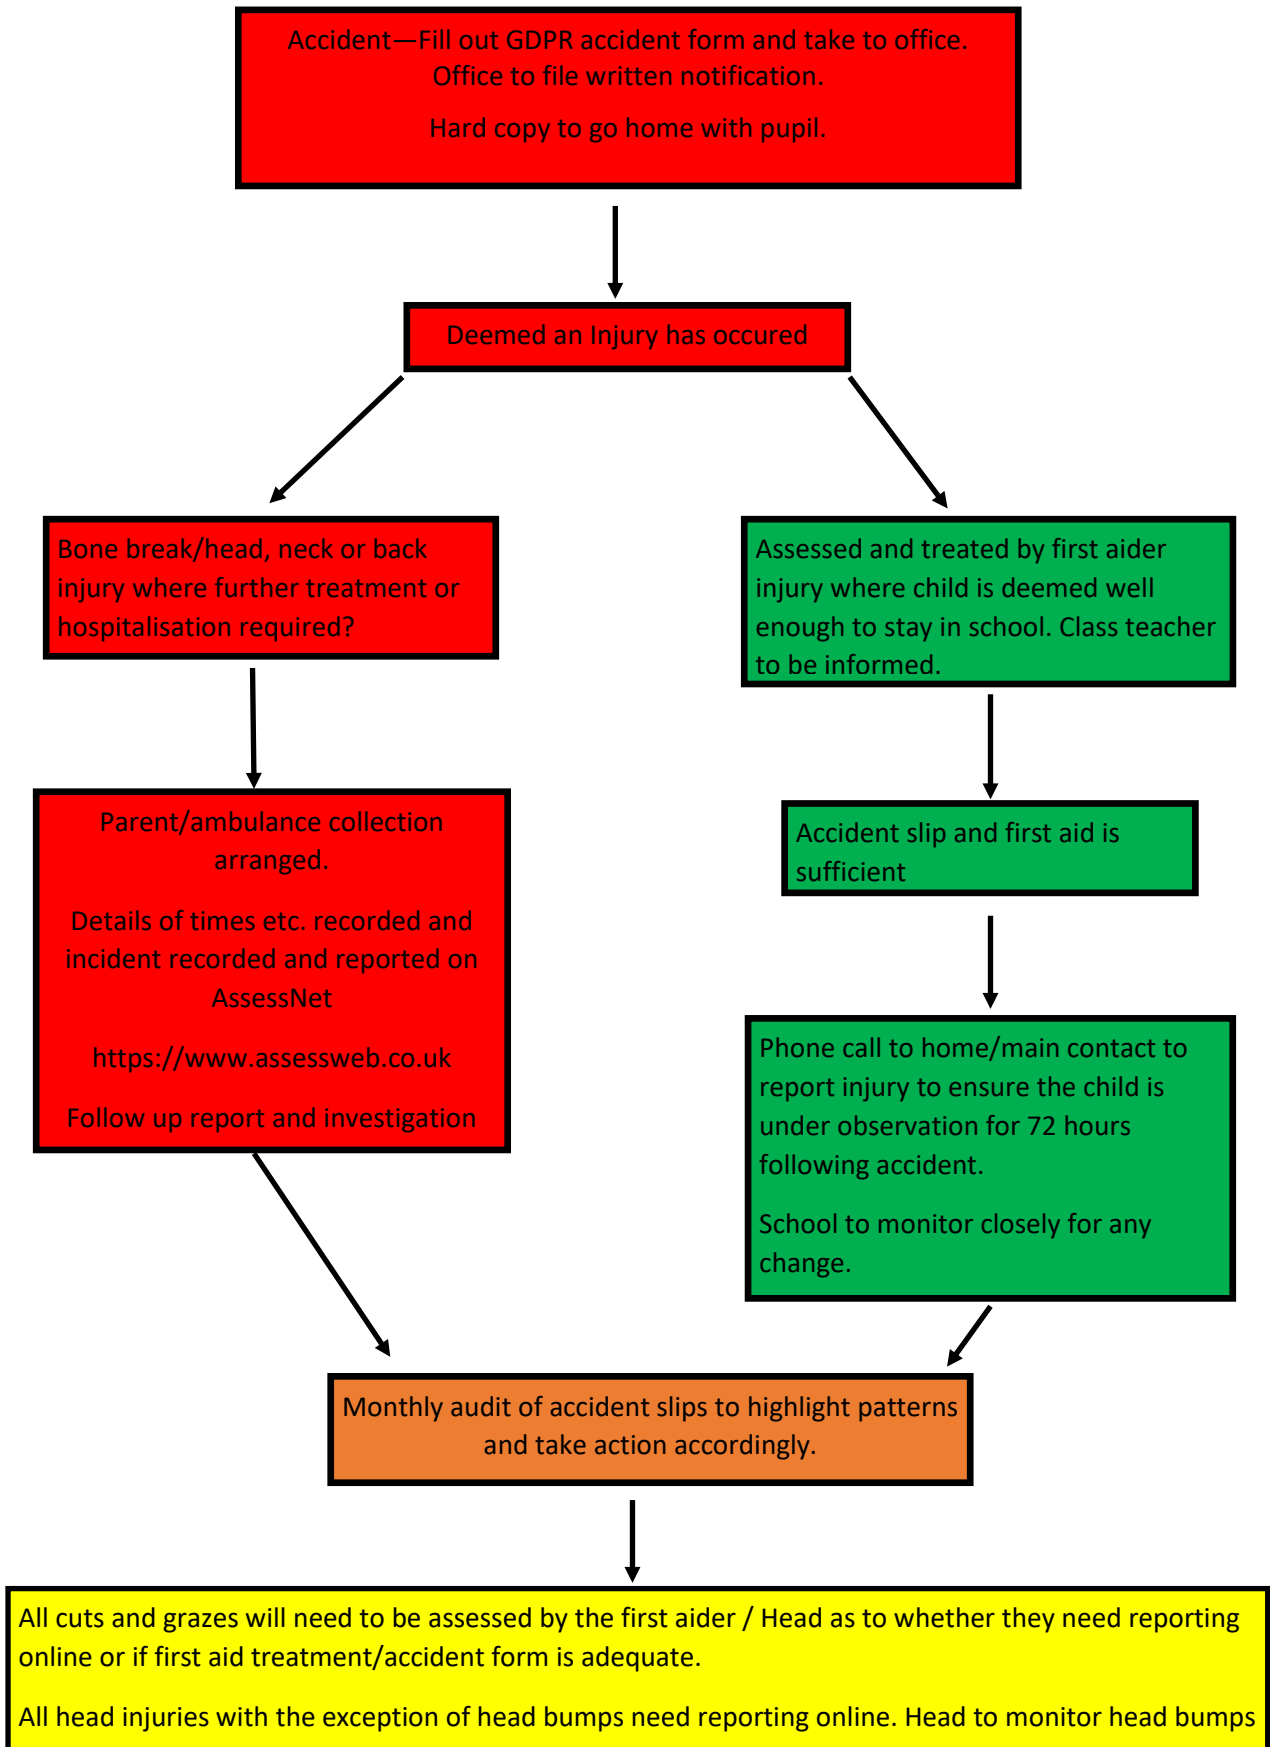 Accident—Fill out GDPR accident form and take to office.
Office to file written notification.
Hard copy to go home with pupil.
Deemed an Injury has occured
Bone break/head, neck or back
injury where further treatment or
hospitalisation required?
Assessed and treated by first aider
injury where child is deemed well
enough to stay in school. Class teacher
to be informed.
Parent/ambulance collection
arranged.
Details of times etc. recorded and
incident recorded and reported on
AssessNet
https://www.assessweb.co.uk
Follow up report and investigation
Accident slip and first aid is
sufficient
Phone call to home/main contact to
report injury to ensure the child is
under observation for 72 hours
following accident.
School to monitor closely for any
change.
Monthly audit of accident slips to highlight patterns
and take action accordingly.
All cuts and grazes will need to be assessed by the first aider / Head as to whether they need reporting
online or if first aid treatment/accident form is adequate.
All head injuries with the exception of head bumps need reporting online. Head to monitor head bumps